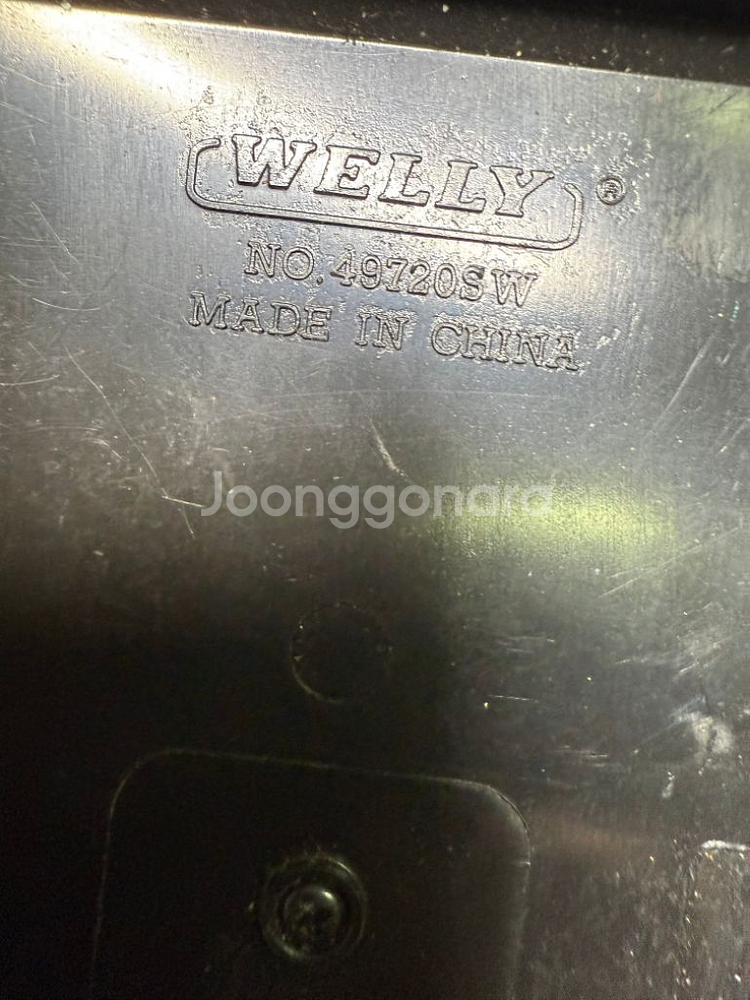 WELLY ®
NO. 49720SW
MADE IN CHINA
Joonggonara